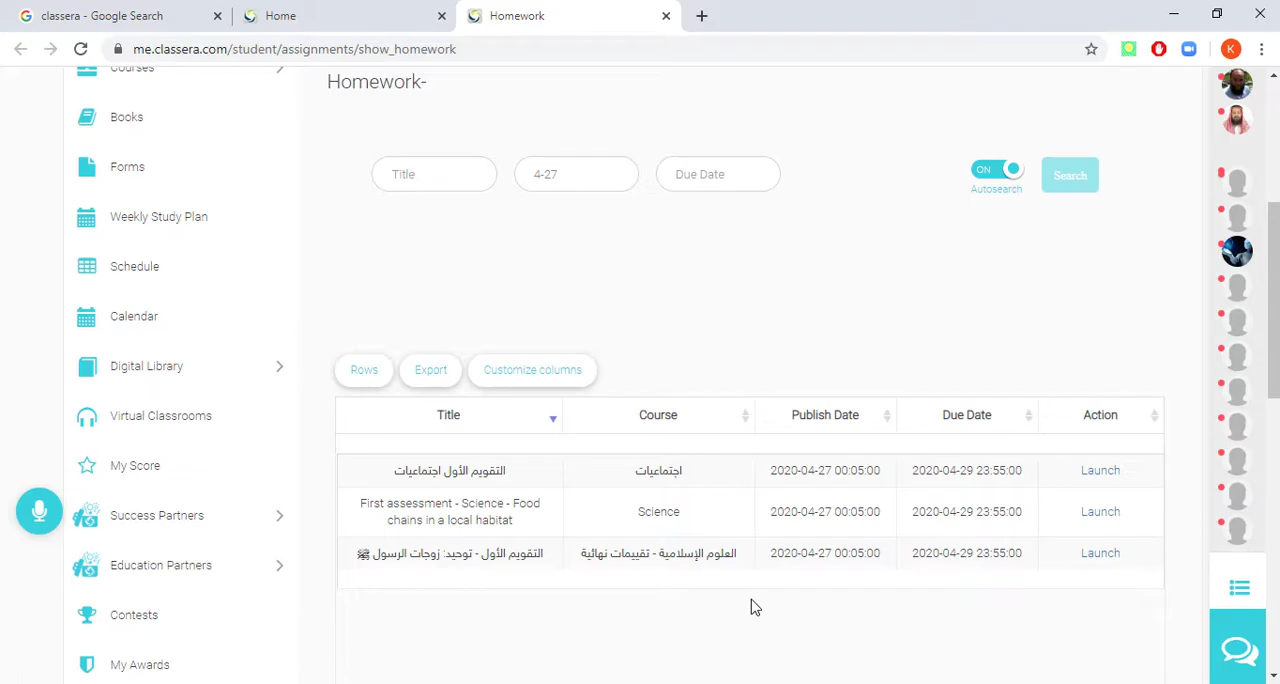 classera - Google Search
Home
Homework
me.classera.com/student/assignments/show_homework
K
Courses
Books
Forms
Weekly Study Plan
Schedule
Calendar
Digital Library
Virtual Classrooms
My Score
Success Partners
Education Partners
Contests
My Awards
Homework-
Title
4-27
Due Date
ON
Autosearch
Search
Rows
Export
Customize columns
Title Course Publish Date Due Date Action
التقويم الأول اجتماعيات اجتماعيات 2020-04-27 00:05:00 2020-04-29 23:55:00 Launch
First assessment - Science - Food
chains in a local habitat
Science 2020-04-27 00:05:00 2020-04-29 23:55:00 Launch
التقويم الأول - توحيد: زوجات الرسول ﷺ العلوم الإسلامية - تقييمات نهائية 2020-04-27 00:05:00 2020-04-29 23:55:00 Launch